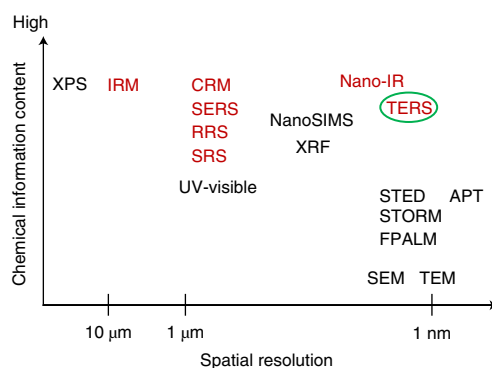 High
Chemical information content
XPS IRM CRM Nano-IR
SERS TERS
NanoSIMS
RRS
XRF
SRS
UV-visible
STED APT
STORM
FPALM
SEM TEM
10 μm 1 μm 1 nm
Spatial resolution